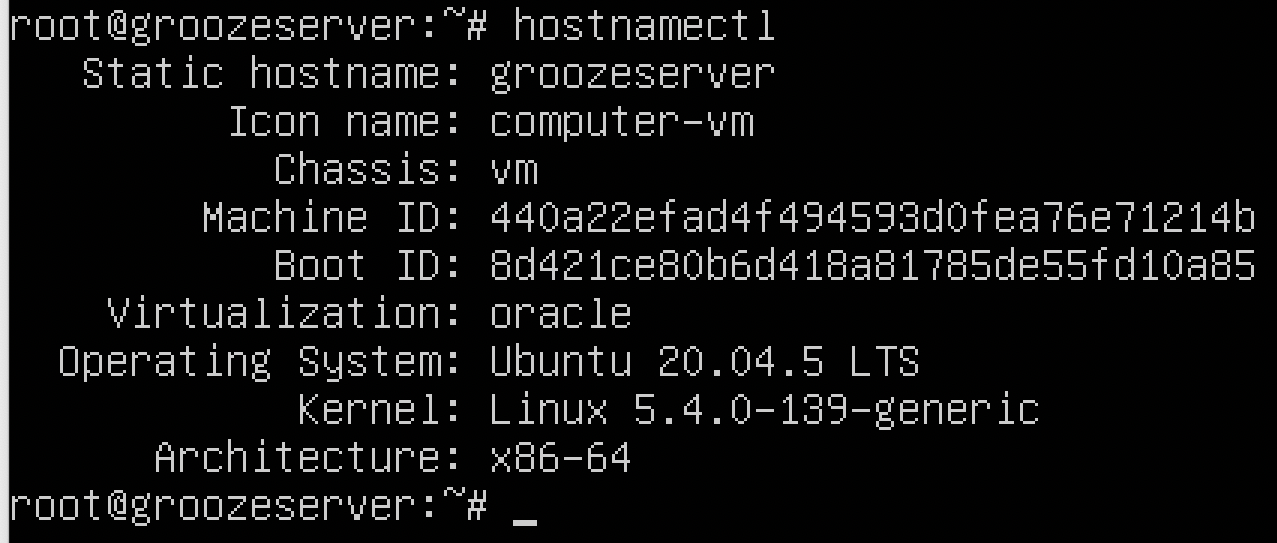 root@groozeserver:~# hostnamectl
Static hostname: groozeserver
Icon name: computer-vm
Chassis: vm
Machine ID: 440a22efad4f494593d0fea76e71214b
Boot ID: 8d421ce80b6d418a81785de55fd10a85
Virtualization: oracle
Operating System: Ubuntu 20.04.5 LTS
Kernel: Linux 5.4.0-139-generic
Architecture: x86-64
root@groozeserver:~# _